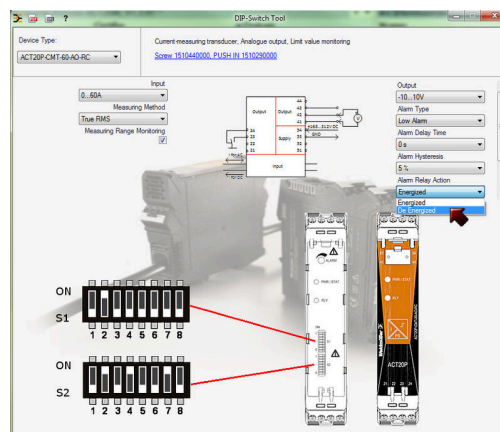 DIP-Switch Tool
Device Type:
ACT20P-CMT-60-AO-RC
Current-measuring transducer, Analogue output, Limit value monitoring
Screw 1510440000, PUSH IN 1510290000
Input
0...60A
Measuring Method
True RMS
Measuring Range Monitoring
Output
-10...10V
Alarm Type
Low Alarm
Alarm Delay Time
0 s
Alarm Hysteresis
5 %
Alarm Relay Action
Energized
Energized
De Energized
Output
Output
Supply
Input
GND
ALARM
PWR/STAT
RLY
ON
S1
1 2 3 4 5 6 7 8
ON
S2
1 2 3 4 5 6 7 8
PWR/STAT
RLY
ACT20P